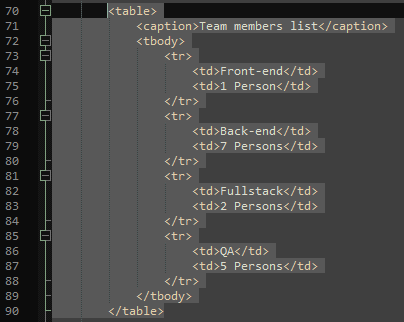 70 <table>
71 <caption>Team members list</caption>
72 <tbody>
73 <tr>
74 <td>Front-end</td>
75 <td>1 Person</td>
76 </tr>
77 <tr>
78 <td>Back-end</td>
79 <td>7 Persons</td>
80 </tr>
81 <tr>
82 <td>Fullstack</td>
83 <td>2 Persons</td>
84 </tr>
85 <tr>
86 <td>QA</td>
87 <td>5 Persons</td>
88 </tr>
89 </tbody>
90 </table>